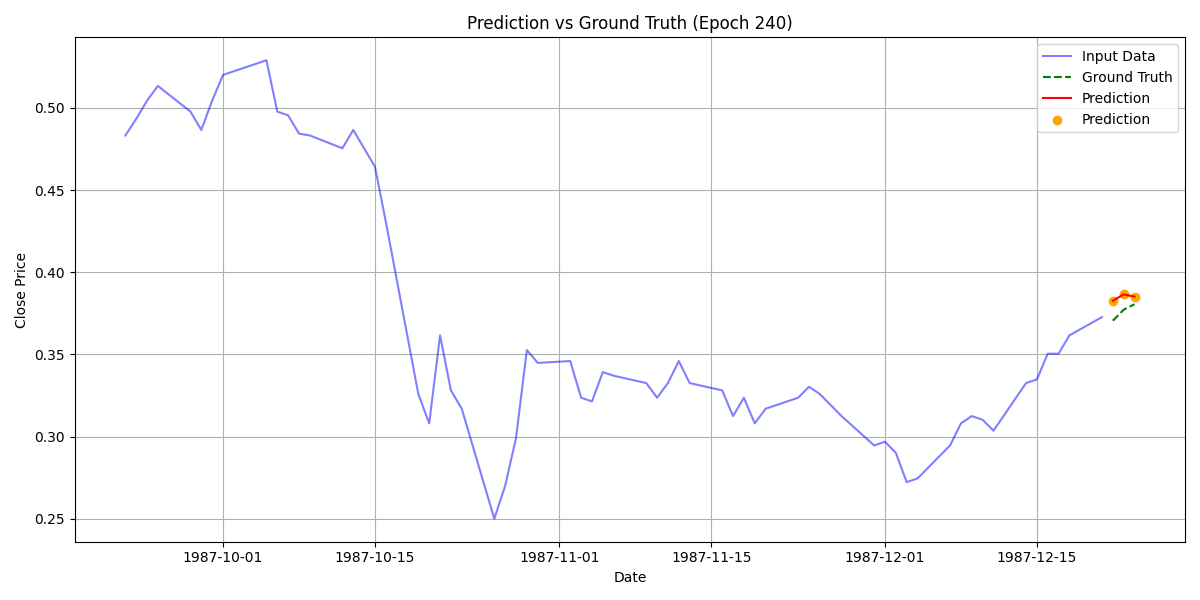 Prediction vs Ground Truth (Epoch 240)
Input Data
Ground Truth
Prediction
Prediction
Close Price
0.50
0.45
0.40
0.35
0.30
0.25
1987-10-01
1987-10-15
1987-11-01
1987-11-15
1987-12-01
1987-12-15
Date